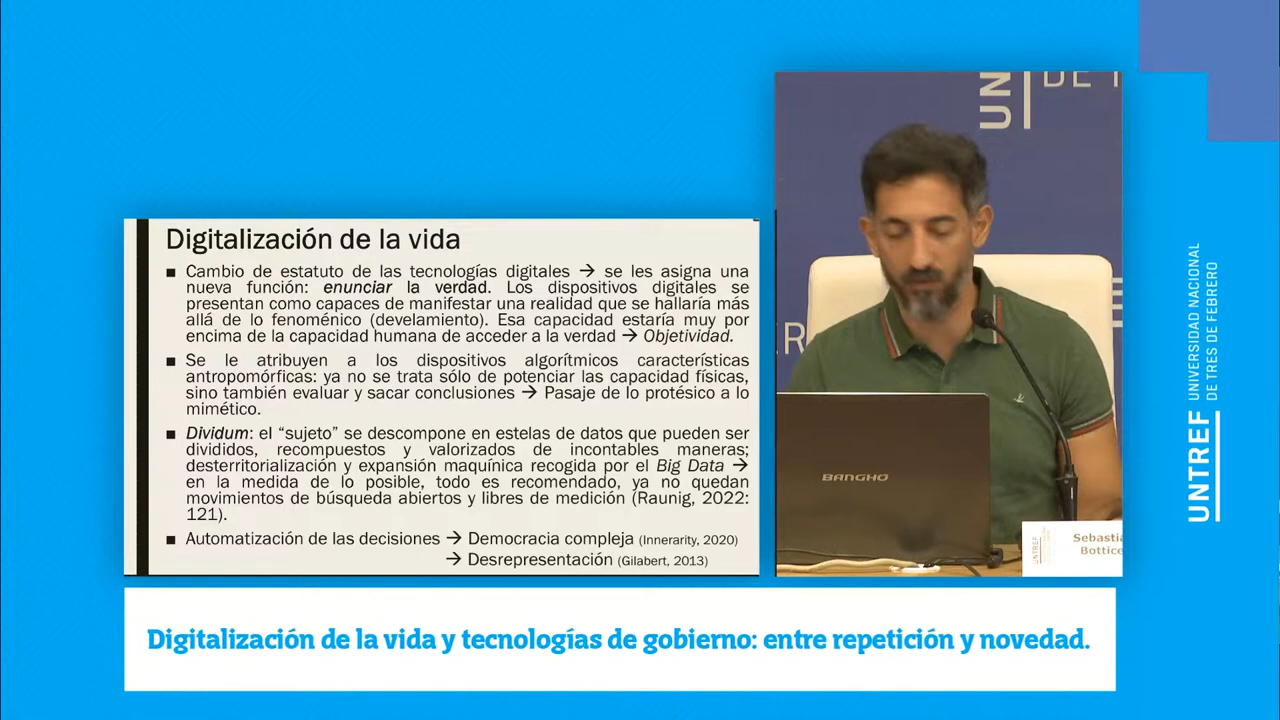 Digitalización de la vida
■ Cambio de estatuto de las tecnologías digitales → se les asigna una
nueva función: enunciar la verdad. Los dispositivos digitales se
presentan como capaces de manifestar una realidad que se hallaría más
allá de lo fenoménico (develamiento). Esa capacidad estaría muy por
encima de la capacidad humana de acceder a la verdad → Objetividad.
■ Se le atribuyen a los dispositivos algorítmicos características
antropomórficas: ya no se trata sólo de potenciar las capacidad físicas,
sino también evaluar y sacar conclusiones → Pasaje de lo protésico a lo
mimético.
■ Dividum: el “sujeto” se descompone en estelas de datos que pueden ser
divididos, recompuestos y valorizados de incontables maneras;
desterritorialización y expansión maquínica recogida por el Big Data →
en la medida de lo posible, todo es recomendado, ya no quedan
movimientos de búsqueda abiertos y libres de medición (Raunig, 2022:
121).
■ Automatización de las decisiones → Democracia compleja (Innerarity, 2020)
→ Desrepresentación (Gilabert, 2013)
UN
DE T
ER
BANGHO
UNTREF
Sebastia
Bottice
UNTREF
UNIVERSIDAD NACIONAL
DE TRES DE FEBRERO
Digitalización de la vida y tecnologías de gobierno: entre repetición y novedad.